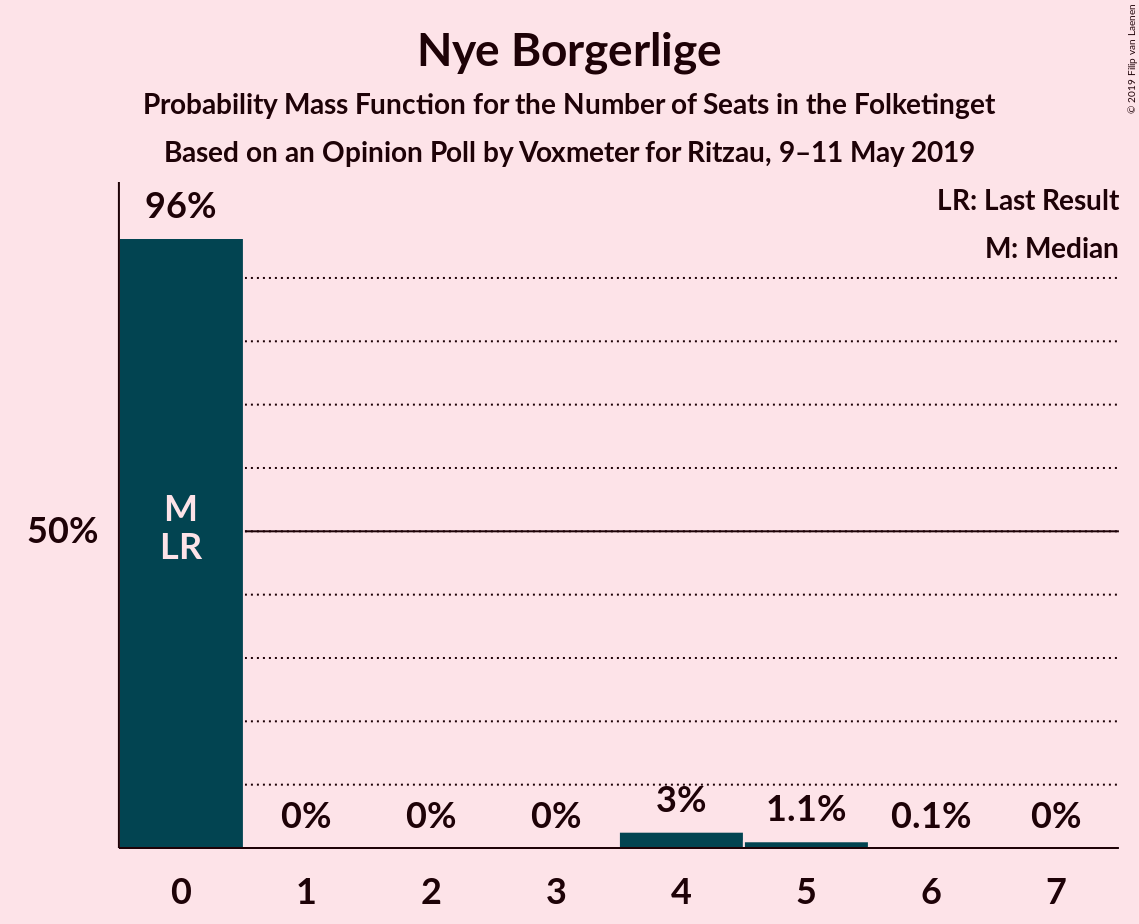 Nye Borgerlige
Probability Mass Function for the Number of Seats in the Folketinget
Based on an Opinion Poll by Voxmeter for Ritzau, 9–11 May 2019
© 2019 Filip van Laenen
LR: Last Result
M: Median
96%
M
LR
50%
0% 0% 0% 3% 1.1% 0.1% 0%
0 1 2 3 4 5 6 7